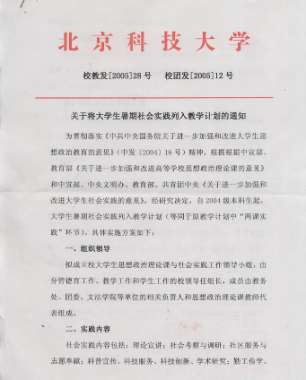 北京科技大学
校教发[2005]28号 校团发[2005]12号
关于将大学生暑期社会实践列入教学计划的通知
为贯彻落实《中共中央国务院关于进一步加强和改进大学生思
想政治教育的意见》（中发（2004）16号）精神，根据根据中宣部、
教育部《关于进一步加强和改进高等学校思想政治理论课的意见》
和中宣部、中央文明办、教育部、共青团中央《关于进一步加强和
改进大学生社会实践的意见》，经研究决定，自2004级本科生起，
大学生暑期社会实践列入教学计划（等同于原教学计划中“两课实
践”环节）。具体实施方案如下：
一、组织领导
拟成立校大学生思想政治理论课与社会实践工作领导小组，由
分管德育工作、教学工作和学生工作的校领导任组长，成员由教务
处、团委、文法学院等单位的相关负责人和思想政治理论课教师代
表组成。
二、实践内容
社会实践内容包括：理论宣讲；社会考察与调研；社区服务与
志愿奉献；科普宣传、科技服务、科技创新、学术研究；勤工俭学、